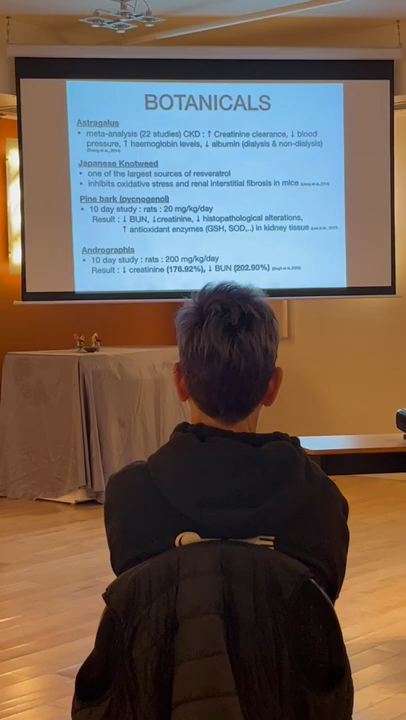 BOTANICALS
Astragalus
• meta-analysis (22 studies) CKD : ↑ Creatinine clearance, ↓ blood
pressure, ↑ haemoglobin levels, ↓ albumin (dialysis & non-dialysis)
Japanese Knotweed
• one of the largest sources of resveratrol
• inhibits oxidative stress and renal interstitial fibrosis in mice
Pine bark (pycnogenol)
• 10 day study : rats : 20 mg/kg/day
Result : ↓ BUN, ↓creatinine, ↓ histopathological alterations,
↑ antioxidant enzymes (GSH, SOD,..) in kidney tissue
Andrographis
• 10 day study : rats : 200 mg/kg/day
Result : ↓ creatinine (176.92%), ↓ BUN (202.90%)